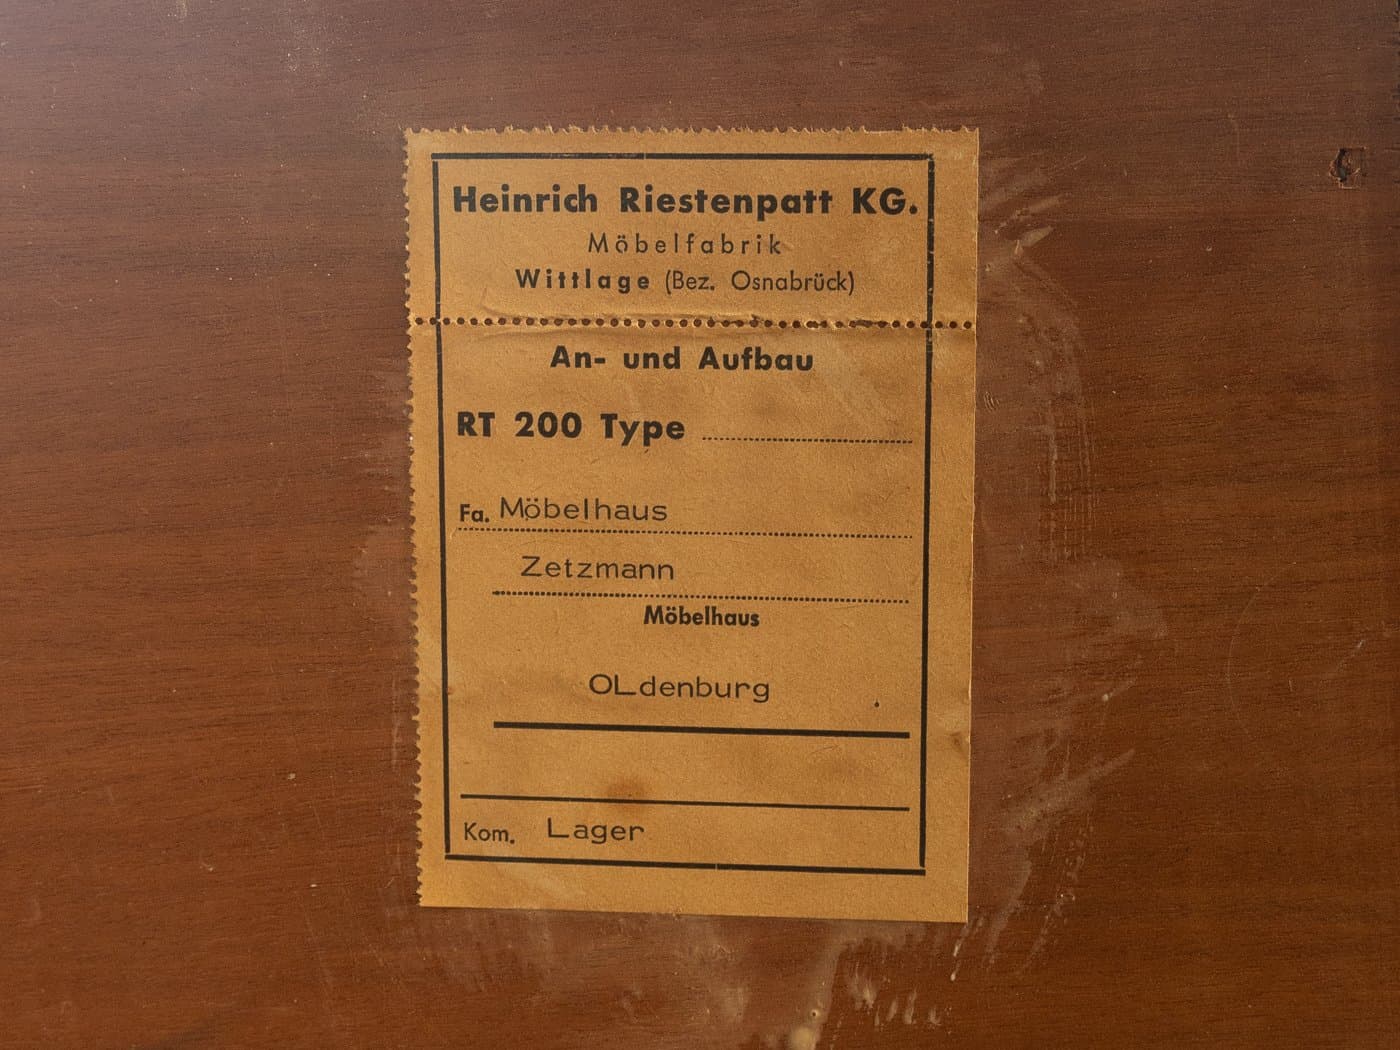 Heinrich Riestenpatt KG.
Möbelfabrik
Wittlage (Bez. Osnabrück)
An- und Aufbau
RT 200 Type
Fa. Möbelhaus
Zetzmann
Möbelhaus
OLdenburg
Kom. Lager